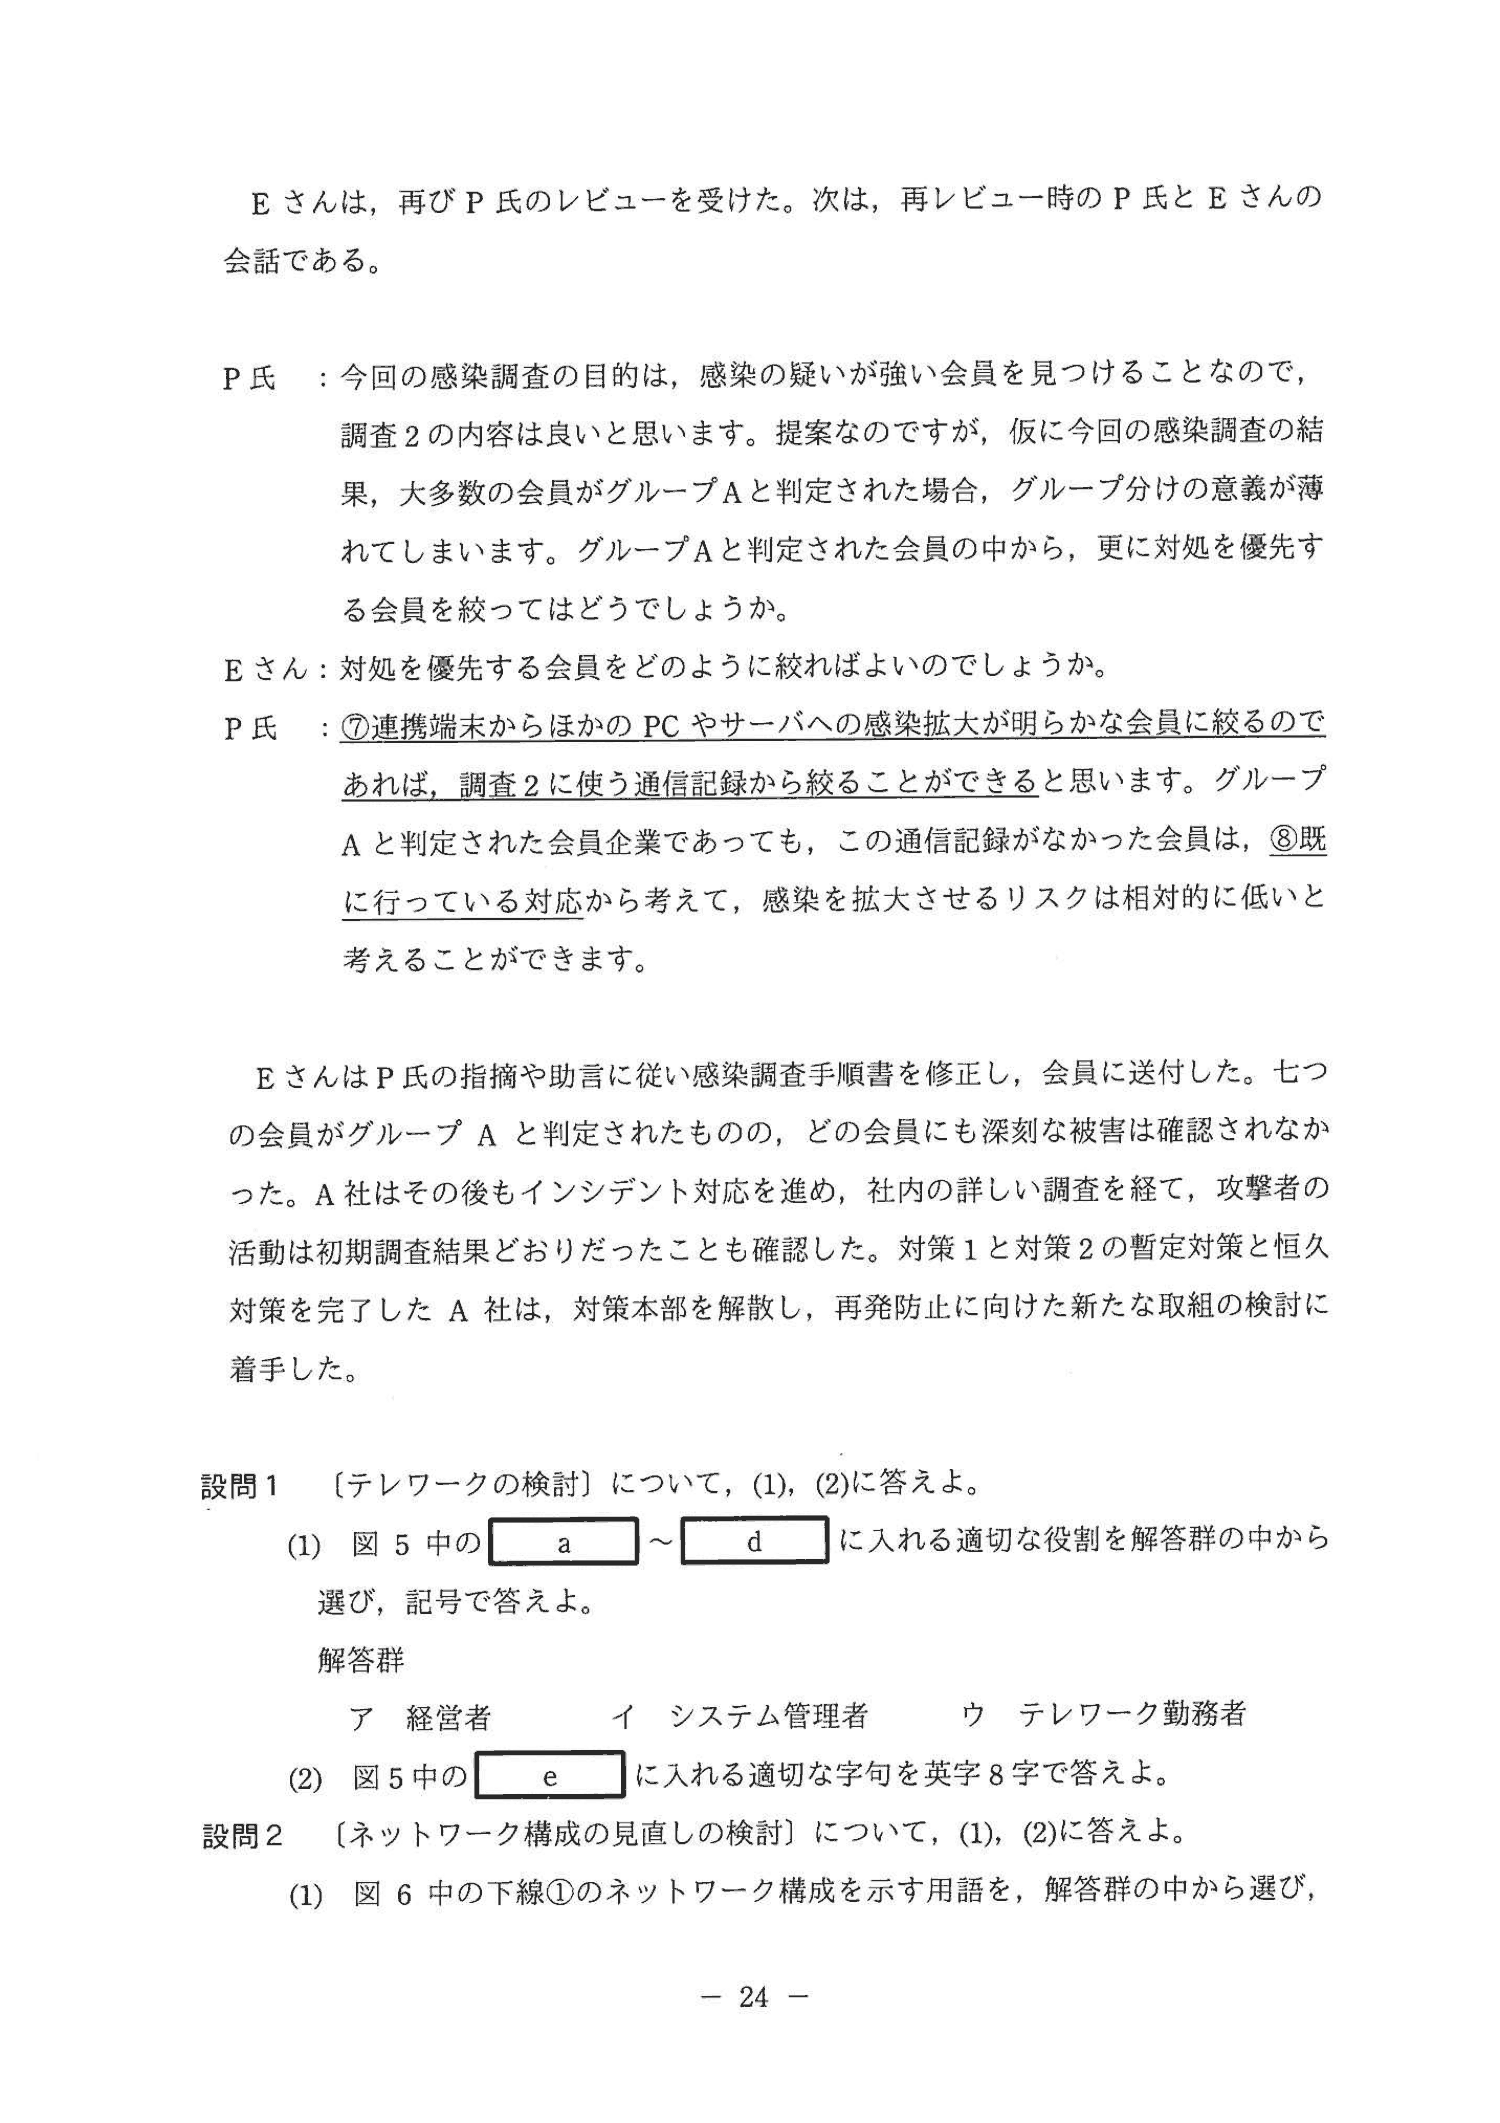 E さんは，再び P 氏のレビューを受けた。次は，再レビュー時の P 氏と E さんの
会話である。
P 氏　：今回の感染調査の目的は，感染の疑いが強い会員を見つけることなので，
調査 2 の内容は良いと思います。提案なのですが，仮に今回の感染調査の結
果，大多数の会員がグループ A と判定された場合，グループ分けの意義が薄
れてしまいます。グループ A と判定された会員の中から，更に対処を優先す
る会員を絞ってはどうでしょうか。
E さん：対処を優先する会員をどのように絞ればよいのでしょうか。
P 氏　：⑦連携端末からほかの PC やサーバへの感染拡大が明らかな会員に絞るので
あれば，調査 2 に使う通信記録から絞ることができると思います。グループ
A と判定された会員企業であっても，この通信記録がなかった会員は，⑧既
に行っている対応から考えて，感染を拡大させるリスクは相対的に低いと
考えることができます。
E さんは P 氏の指摘や助言に従い感染調査手順書を修正し，会員に送付した。七つ
の会員がグループ A と判定されたものの，どの会員にも深刻な被害は確認されなか
った。A 社はその後もインシデント対応を進め，社内の詳しい調査を経て，攻撃者の
活動は初期調査結果どおりだったことも確認した。対策 1 と対策 2 の暫定対策と恒久
対策を完了した A 社は，対策本部を解散し，再発防止に向けた新たな取組の検討に
着手した。
設問 1　〔テレワークの検討〕について，(1)，(2)に答えよ。
(1)　図 5 中の a ～ d に入れる適切な役割を解答群の中から
選び，記号で答えよ。
解答群
ア　経営者　イ　システム管理者　ウ　テレワーク勤務者
(2)　図 5 中の e に入れる適切な字句を英字 8 字で答えよ。
設問 2　〔ネットワーク構成の見直しの検討〕について，(1)，(2)に答えよ。
(1)　図 6 中の下線①のネットワーク構成を示す用語を，解答群の中から選び，
－ 24 －